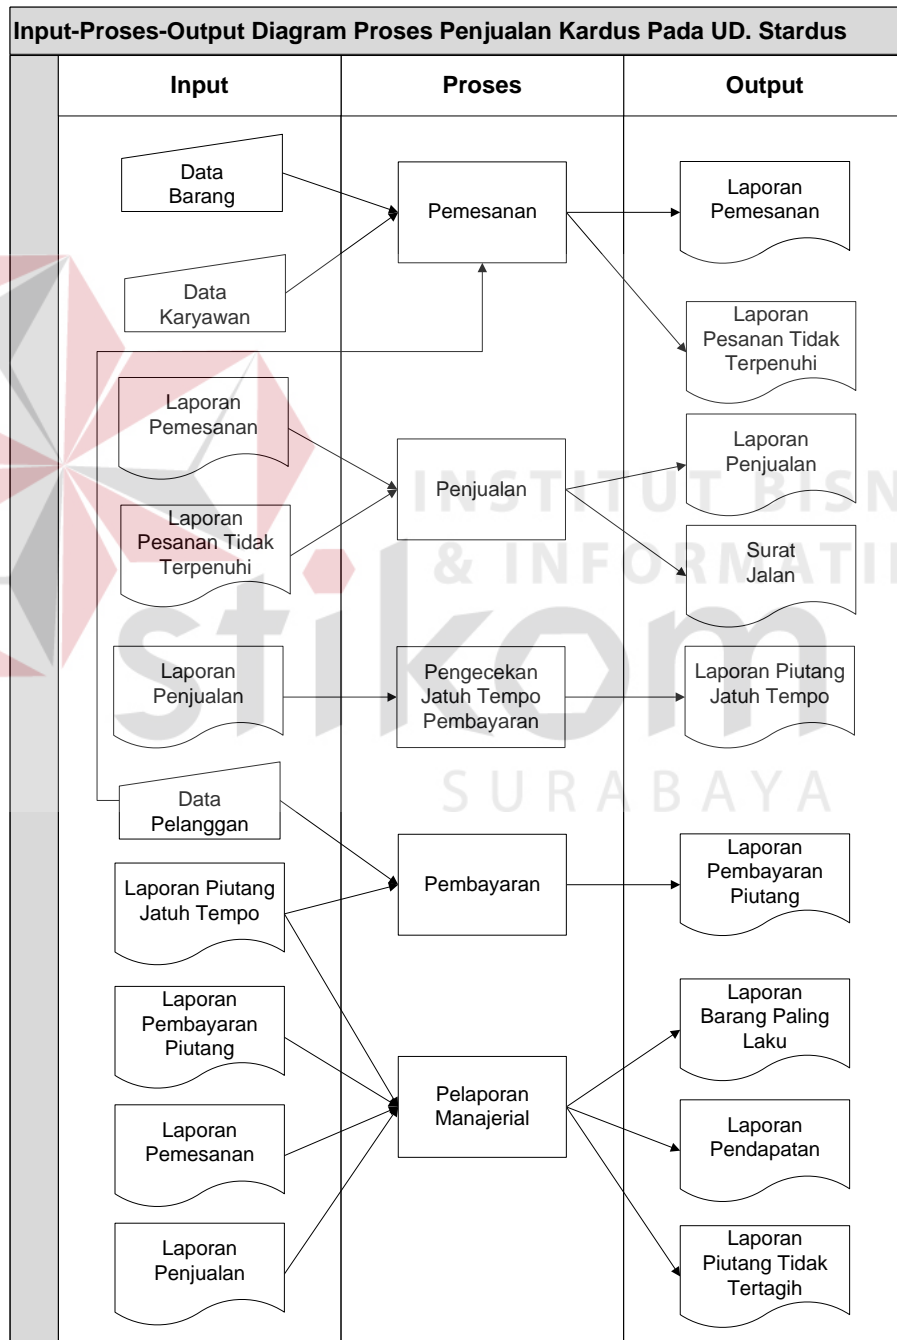 Input-Proses-Output Diagram Proses Penjualan Kardus Pada UD. Stardus
Input
Proses
Output
Data
Barang
Pemesanan
Laporan
Pemesanan
Data
Karyawan
Laporan
Pesanan Tidak
Terpenuhi
Laporan
Pemesanan
Penjualan
Laporan
Penjualan
Laporan
Pesanan Tidak
Terpenuhi
Surat
Jalan
INSTITUT BISN
& INFORMATI
stikom
SURABAYA
Laporan
Penjualan
Pengecekan
Jatuh Tempo
Pembayaran
Laporan Piutang
Jatuh Tempo
Data
Pelanggan
Laporan Piutang
Jatuh Tempo
Pembayaran
Laporan
Pembayaran
Piutang
Laporan
Pembayaran
Piutang
Laporan
Pemesanan
Laporan
Penjualan
Pelaporan
Manajerial
Laporan
Barang Paling
Laku
Laporan
Pendapatan
Laporan
Piutang Tidak
Tertagih